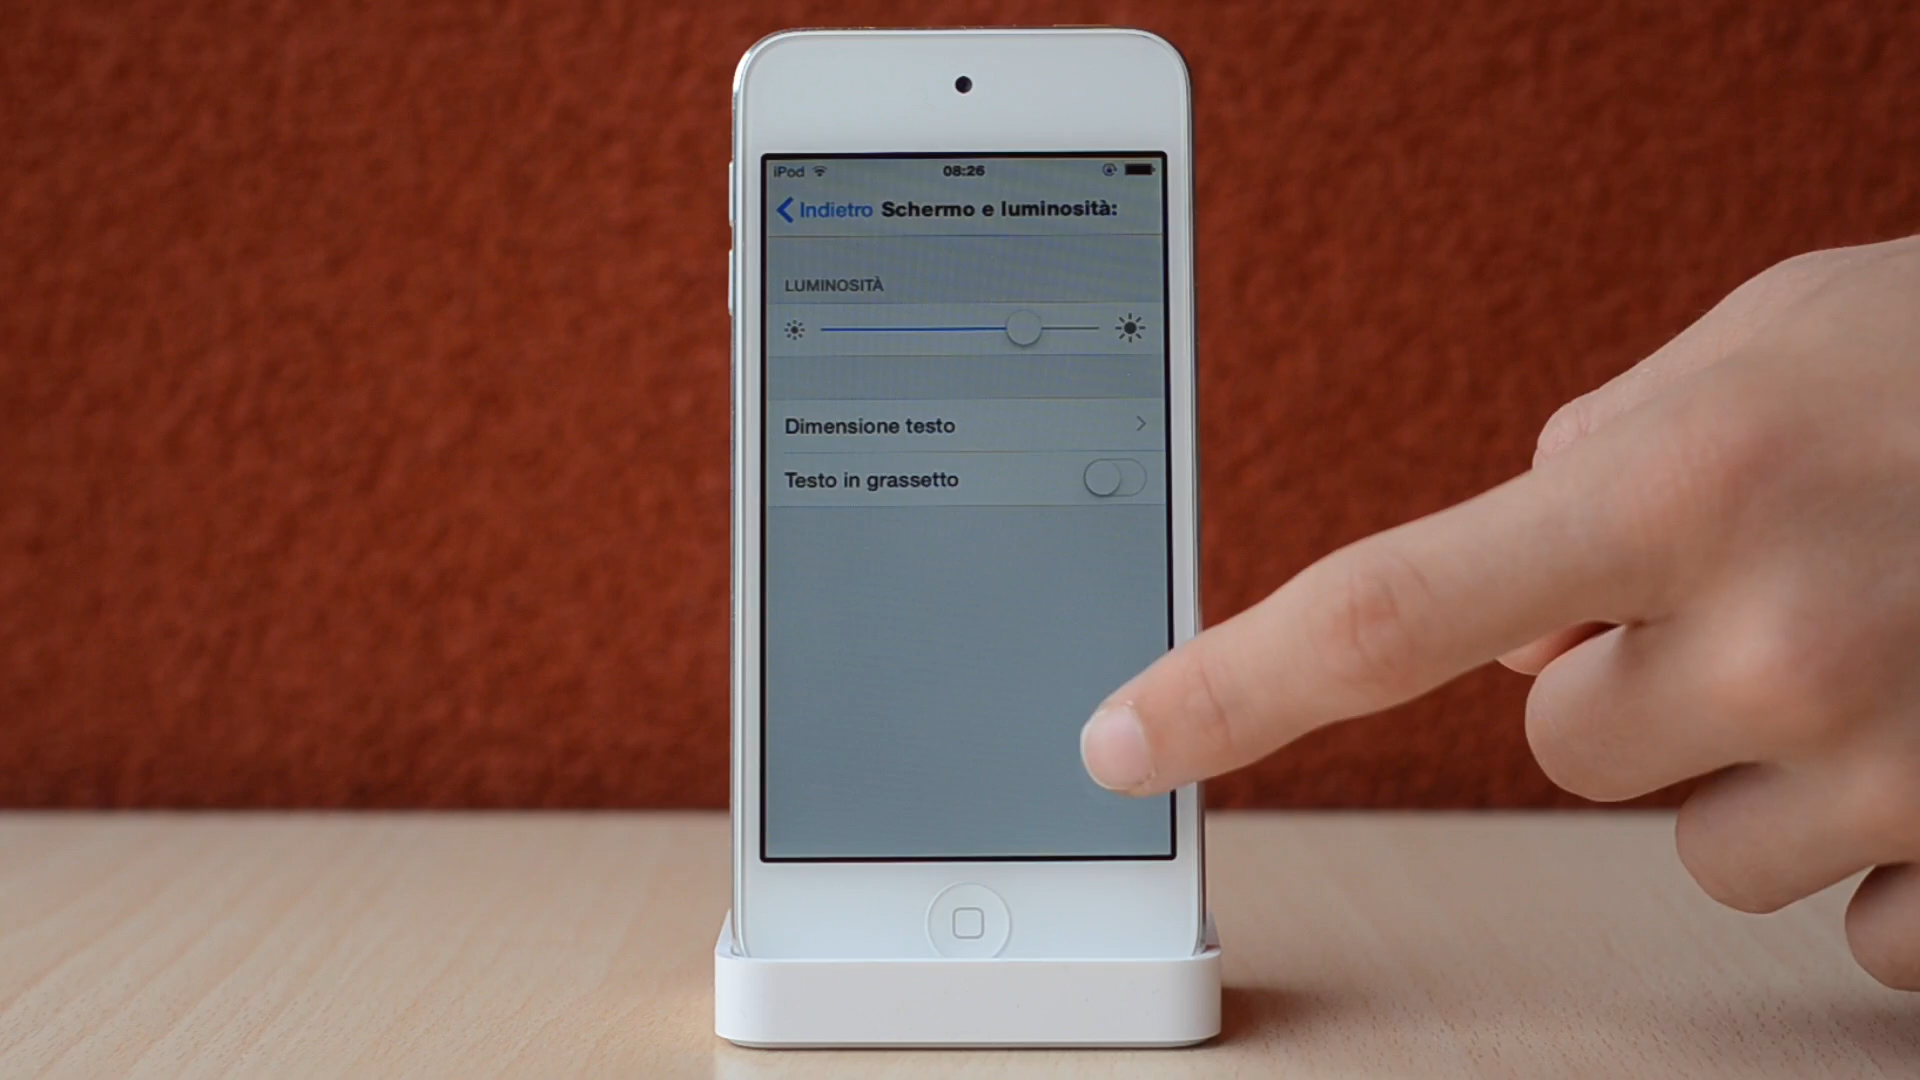 iPod 08:26
Indietro Schermo e luminosità:
LUMINOSITÀ
Dimensione testo
Testo in grassetto